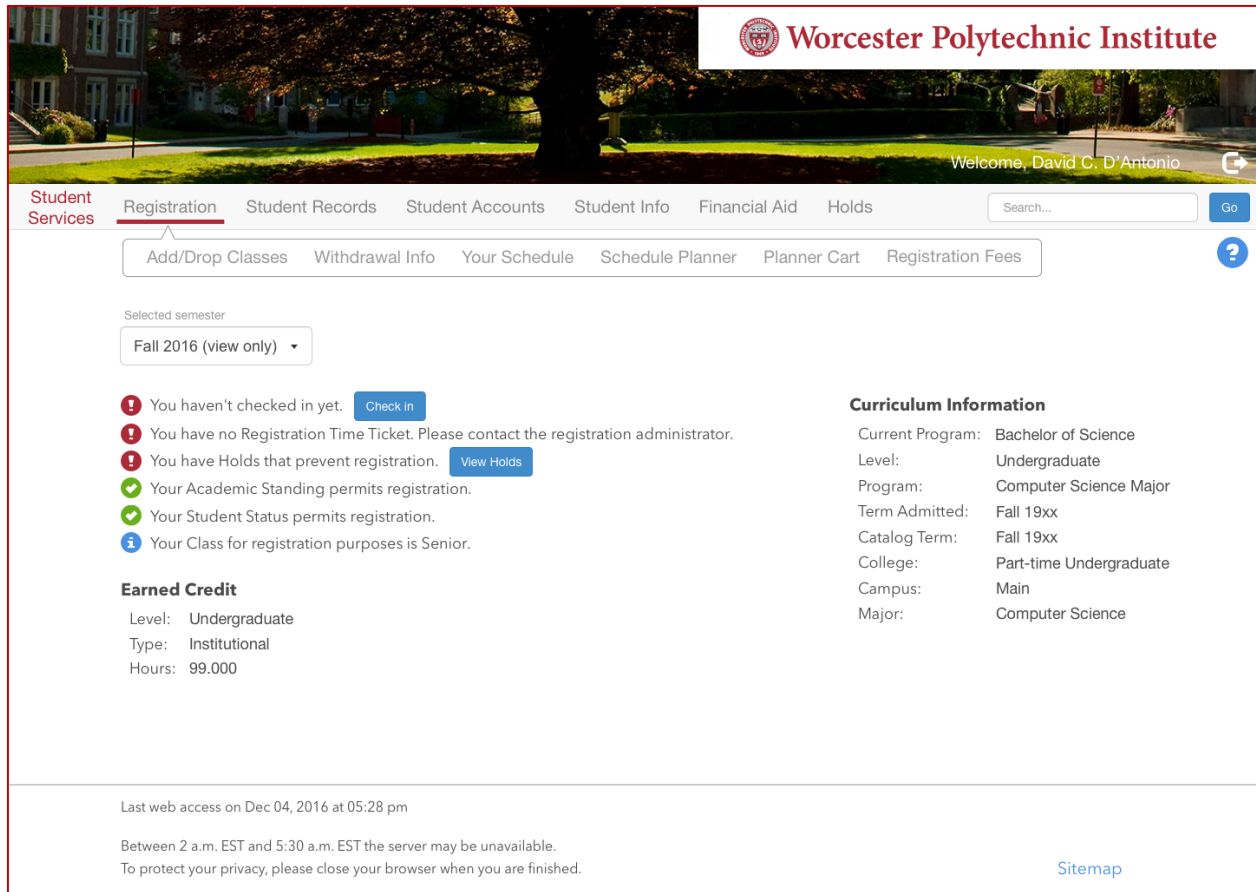 Worcester Polytechnic Institute
Welcome, David C. D'Antonio
Student
Services
Registration Student Records Student Accounts Student Info Financial Aid Holds Search... Go
Add/Drop Classes Withdrawal Info Your Schedule Schedule Planner Planner Cart Registration Fees ?
Selected semester
Fall 2016 (view only)
! You haven't checked in yet. Check in
! You have no Registration Time Ticket. Please contact the registration administrator.
! You have Holds that prevent registration. View Holds
Your Academic Standing permits registration.
Your Student Status permits registration.
i Your Class for registration purposes is Senior.
Earned Credit
Level: Undergraduate
Type: Institutional
Hours: 99.000
Curriculum Information
Current Program: Bachelor of Science
Level: Undergraduate
Program: Computer Science Major
Term Admitted: Fall 19xx
Catalog Term: Fall 19xx
College: Part-time Undergraduate
Campus: Main
Major: Computer Science
Last web access on Dec 04, 2016 at 05:28 pm
Between 2 a.m. EST and 5:30 a.m. EST the server may be unavailable.
To protect your privacy, please close your browser when you are finished.
Sitemap